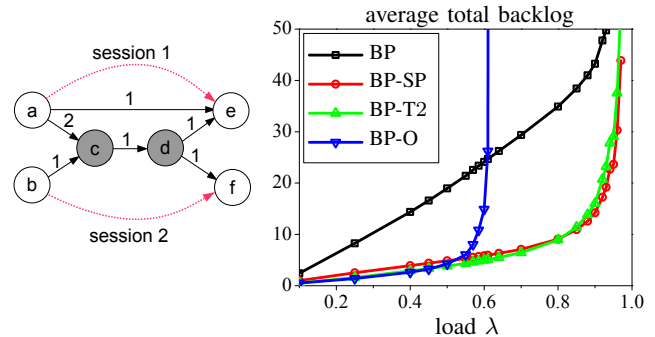 session 1
a
1
e
2
1
1
c
1
d
b
1
f
session 2
average total backlog
50
40
30
20
10
0
BP
BP-SP
BP-T2
BP-O
0.2
0.4
0.6
0.8
1.0
load λ